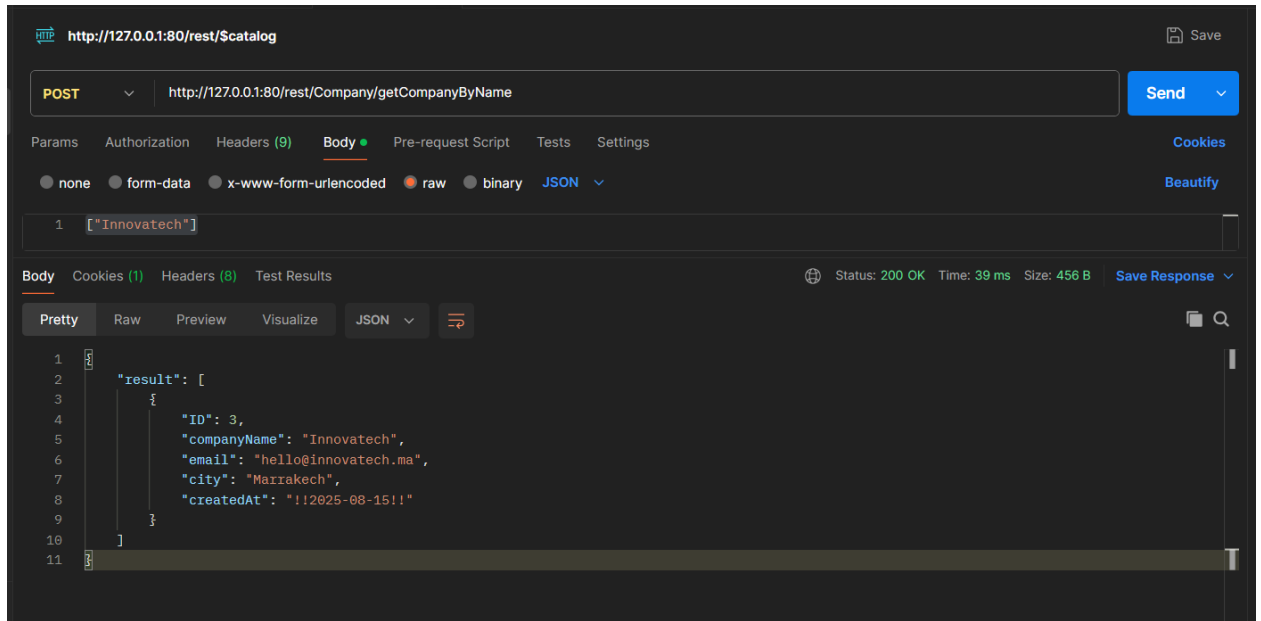 HTTP http://127.0.0.1:80/rest/$catalog Save
POST http://127.0.0.1:80/rest/Company/getCompanyByName Send
Params Authorization Headers (9) Body Pre-request Script Tests Settings Cookies
none form-data x-www-form-urlencoded raw binary JSON Beautify
1 ["Innovatech"]
Body Cookies (1) Headers (8) Test Results Status: 200 OK Time: 39 ms Size: 456 B Save Response
Pretty Raw Preview Visualize JSON
1 {
2 "result": [
3 {
4 "ID": 3,
5 "companyName": "Innovatech",
6 "email": "hello@innovatech.ma",
7 "city": "Marrakech",
8 "createdAt": "!!2025-08-15!!"
9 }
10 ]
11 }